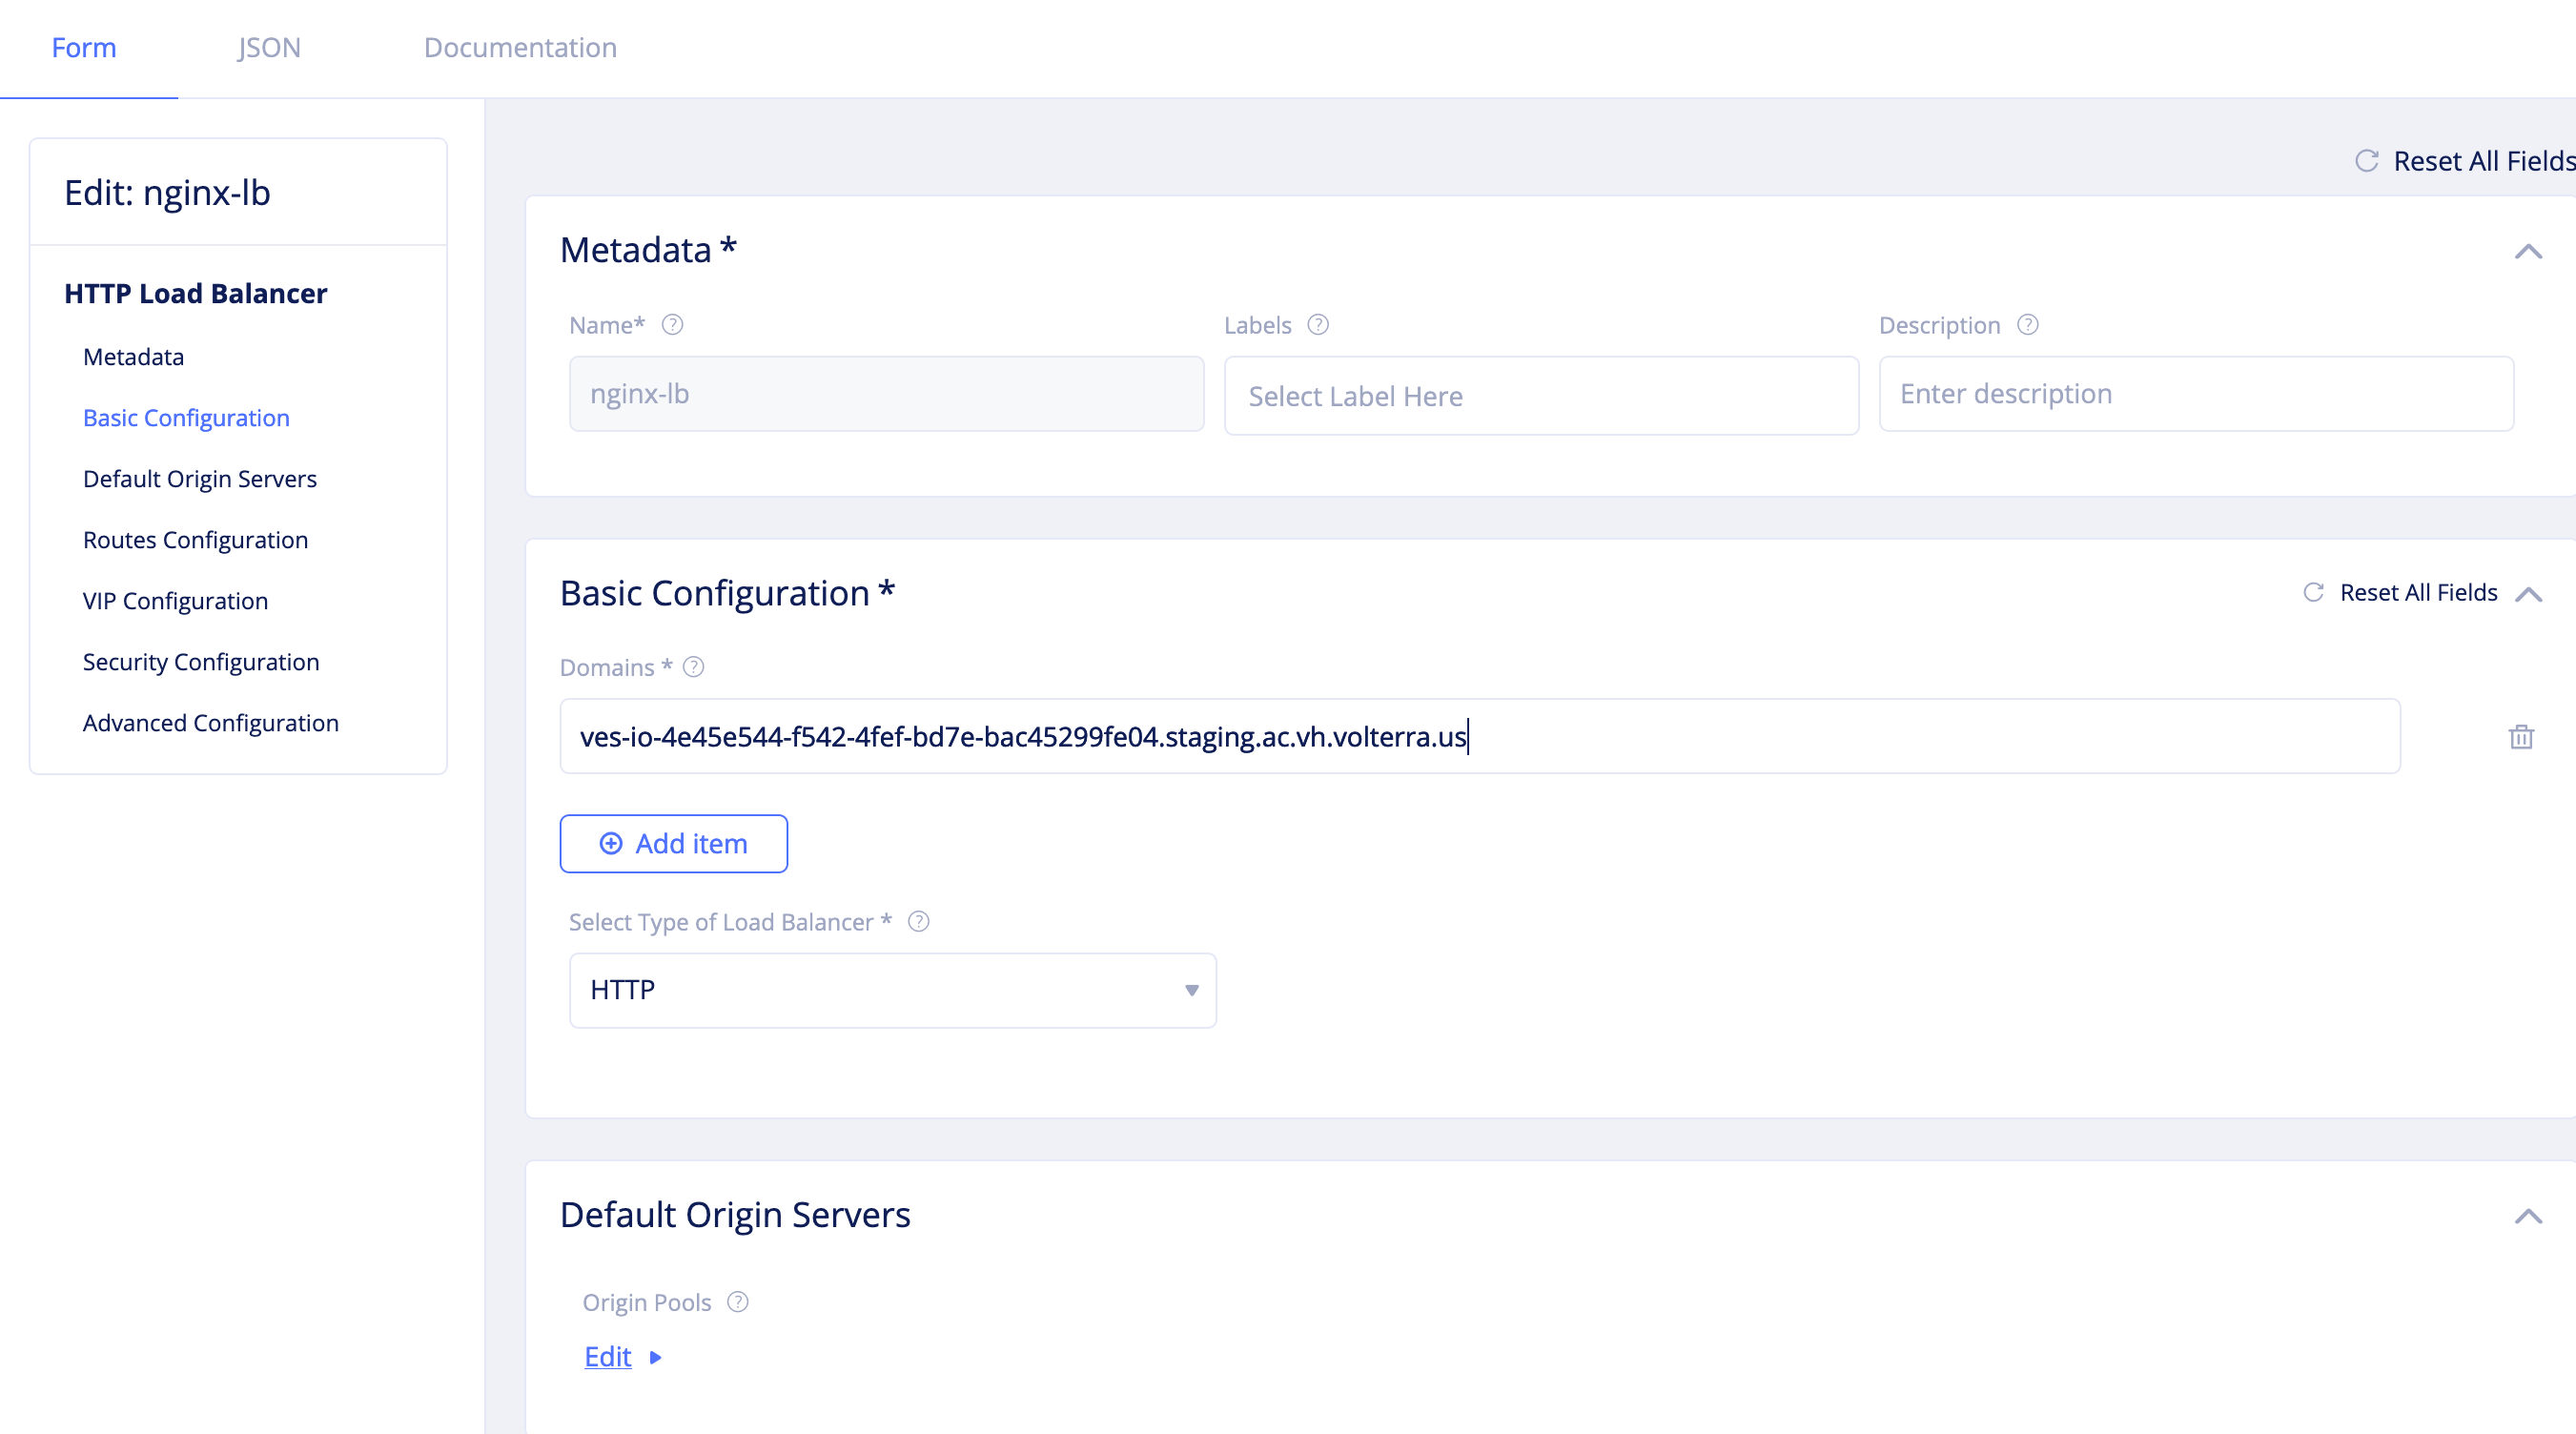 Form JSON Documentation
Edit: nginx-lb
HTTP Load Balancer
Metadata
Basic Configuration
Default Origin Servers
Routes Configuration
VIP Configuration
Security Configuration
Advanced Configuration
Reset All Fields
Metadata *
Name* Labels Description
nginx-lb Select Label Here Enter description
Basic Configuration * Reset All Fields
Domains *
ves-io-4e45e544-f542-4fef-bd7e-bac45299fe04.staging.ac.vh.volterra.us
Add item
Select Type of Load Balancer *
HTTP
Default Origin Servers
Origin Pools
Edit